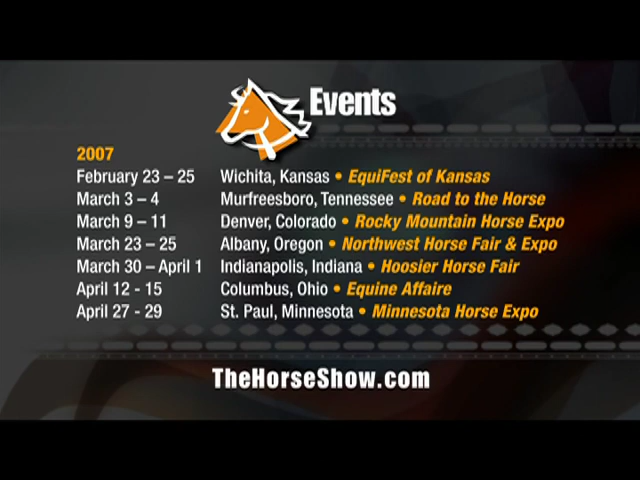 Events
2007
February 23 – 25 Wichita, Kansas • EquiFest of Kansas
March 3 – 4 Murfreesboro, Tennessee • Road to the Horse
March 9 – 11 Denver, Colorado • Rocky Mountain Horse Expo
March 23 – 25 Albany, Oregon • Northwest Horse Fair & Expo
March 30 – April 1 Indianapolis, Indiana • Hoosier Horse Fair
April 12 - 15 Columbus, Ohio • Equine Affaire
April 27 - 29 St. Paul, Minnesota • Minnesota Horse Expo
TheHorseShow.com